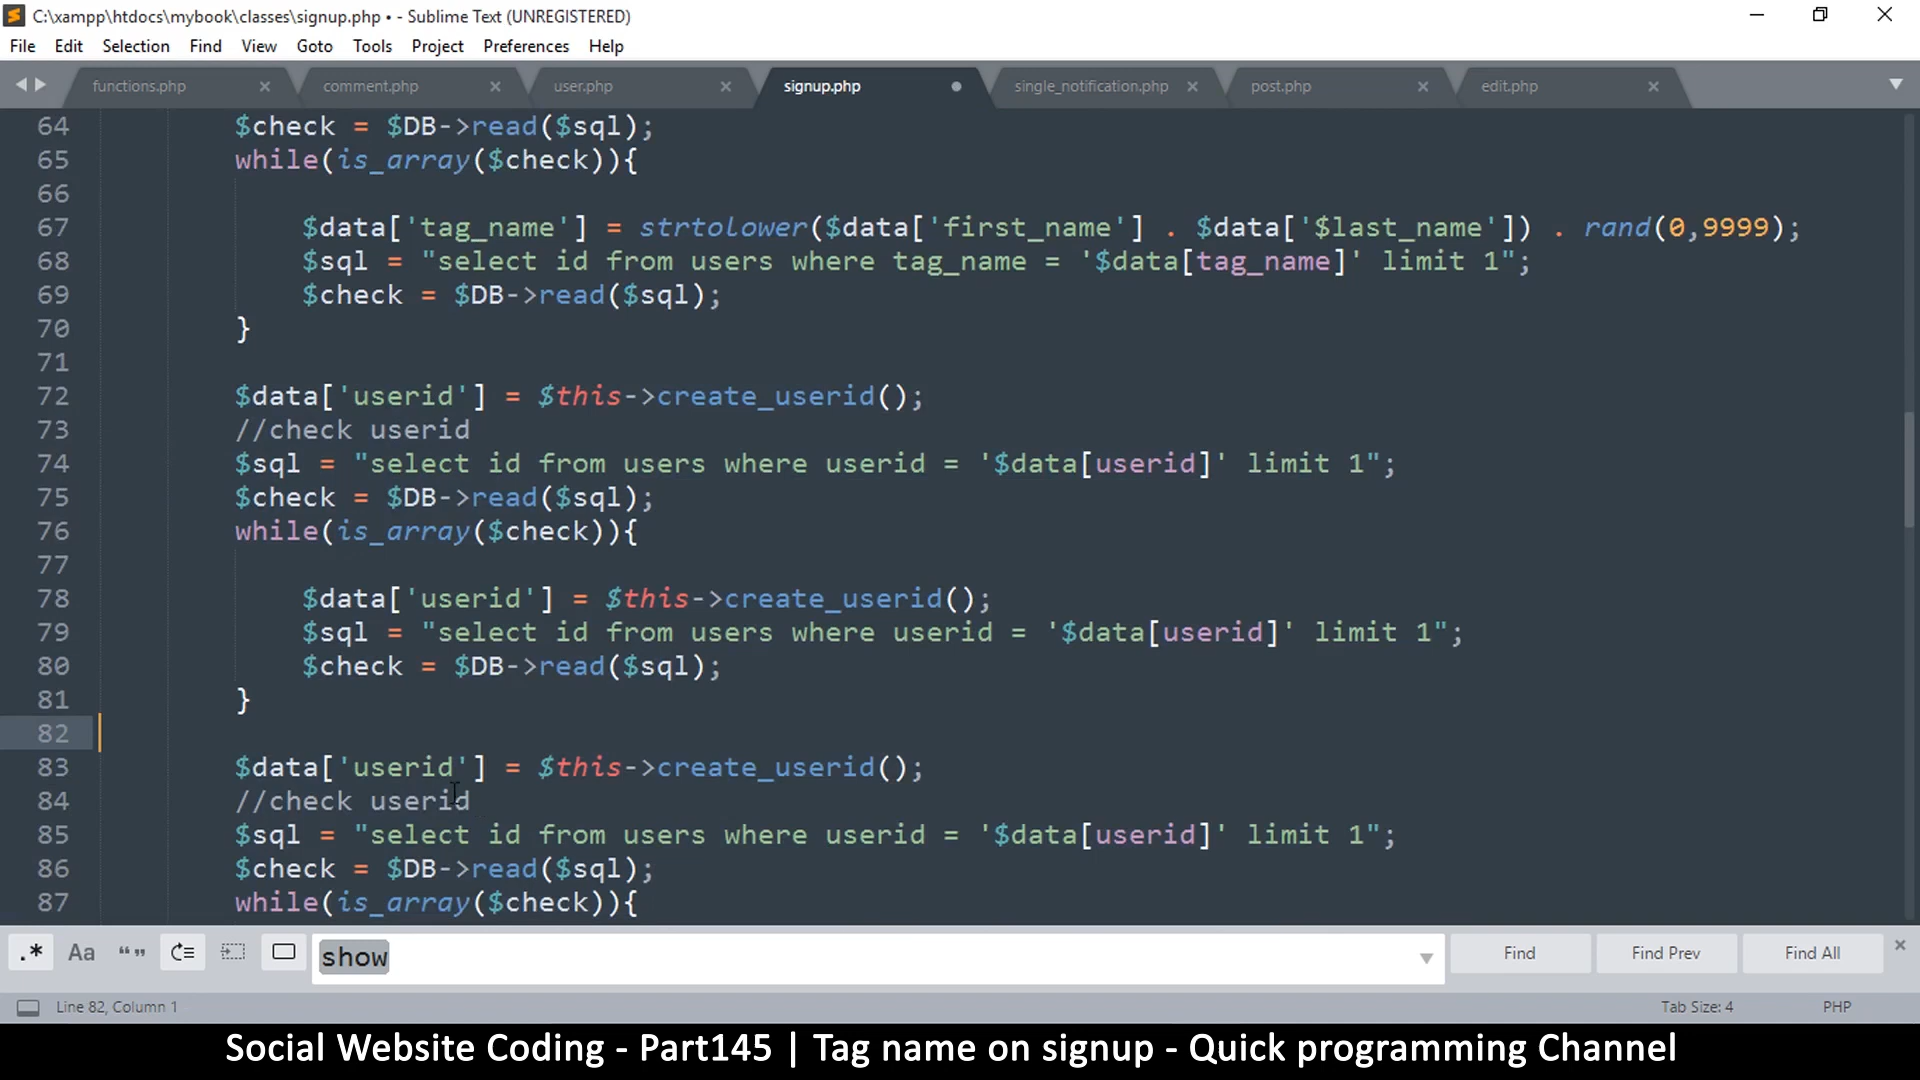 C:\xampp\htdocs\mybook\classes\signup.php • - Sublime Text (UNREGISTERED)
File Edit Selection Find View Goto Tools Project Preferences Help
functions.php comment.php user.php signup.php single_notification.php post.php edit.php
64 $check = $DB->read($sql);
65 while(is_array($check)){
66
67 $data['tag_name'] = strtolower($data['first_name'] . $data['$last_name']) . rand(0,9999);
68 $sql = "select id from users where tag_name = '$data[tag_name]' limit 1";
69 $check = $DB->read($sql);
70 }
71
72 $data['userid'] = $this->create_userid();
73 //check userid
74 $sql = "select id from users where userid = '$data[userid]' limit 1";
75 $check = $DB->read($sql);
76 while(is_array($check)){
77
78 $data['userid'] = $this->create_userid();
79 $sql = "select id from users where userid = '$data[userid]' limit 1";
80 $check = $DB->read($sql);
81 }
82
83 $data['userid'] = $this->create_userid();
84 //check userid
85 $sql = "select id from users where userid = '$data[userid]' limit 1";
86 $check = $DB->read($sql);
87 while(is_array($check)){
.* Aa “” show Find Find Prev Find All
Line 82, Column 1 Tab Size: 4 PHP
Social Website Coding - Part145 | Tag name on signup - Quick programming Channel